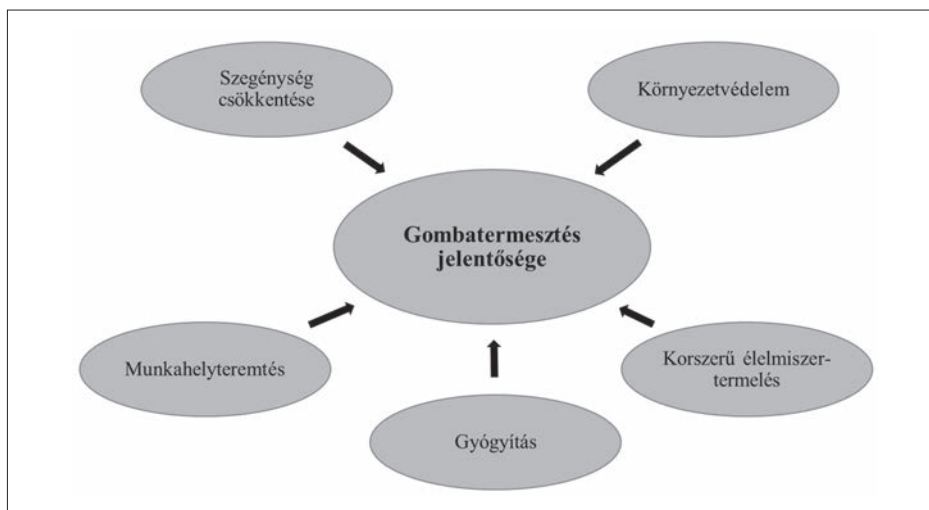 Szegénység
csökkentése
Környezetvédelem
Gombatermesztés
jelentősége
Munkahelyteremtés
Korszerű élelmiszer-
termelés
Gyógyítás